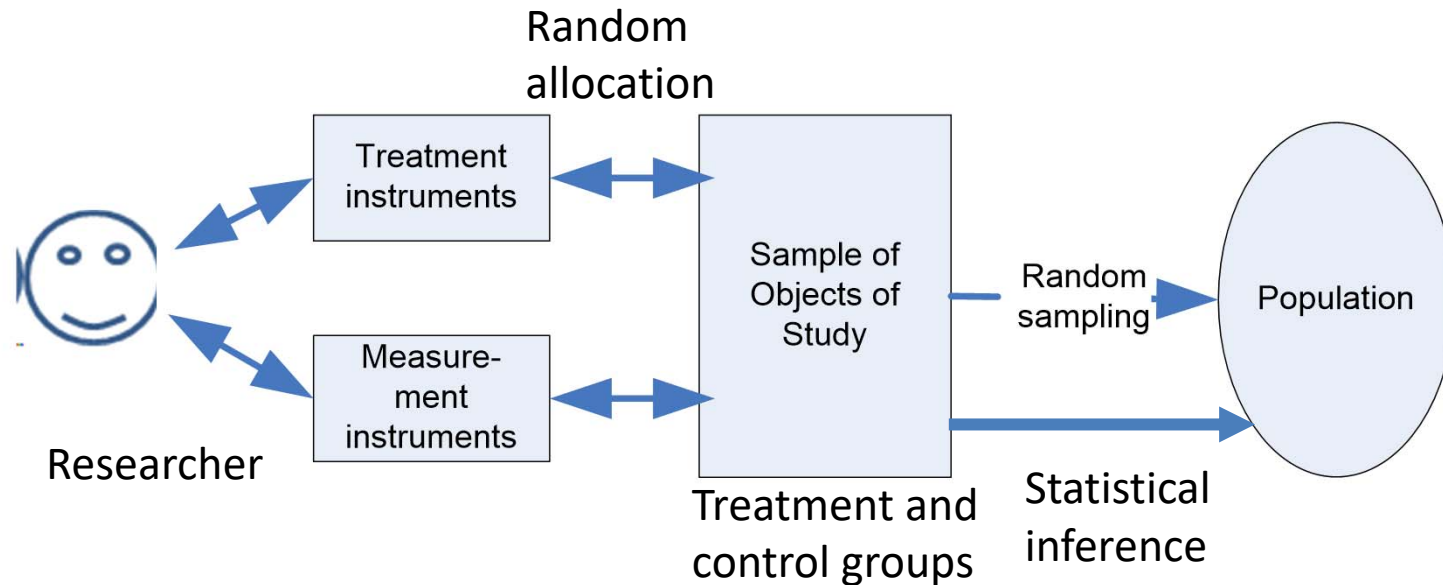 Random
allocation
Treatment
instruments
Sample of
Objects of
Study
Random
sampling
Population
Measure-
ment
instruments
Researcher
Treatment and
control groups
Statistical
inference